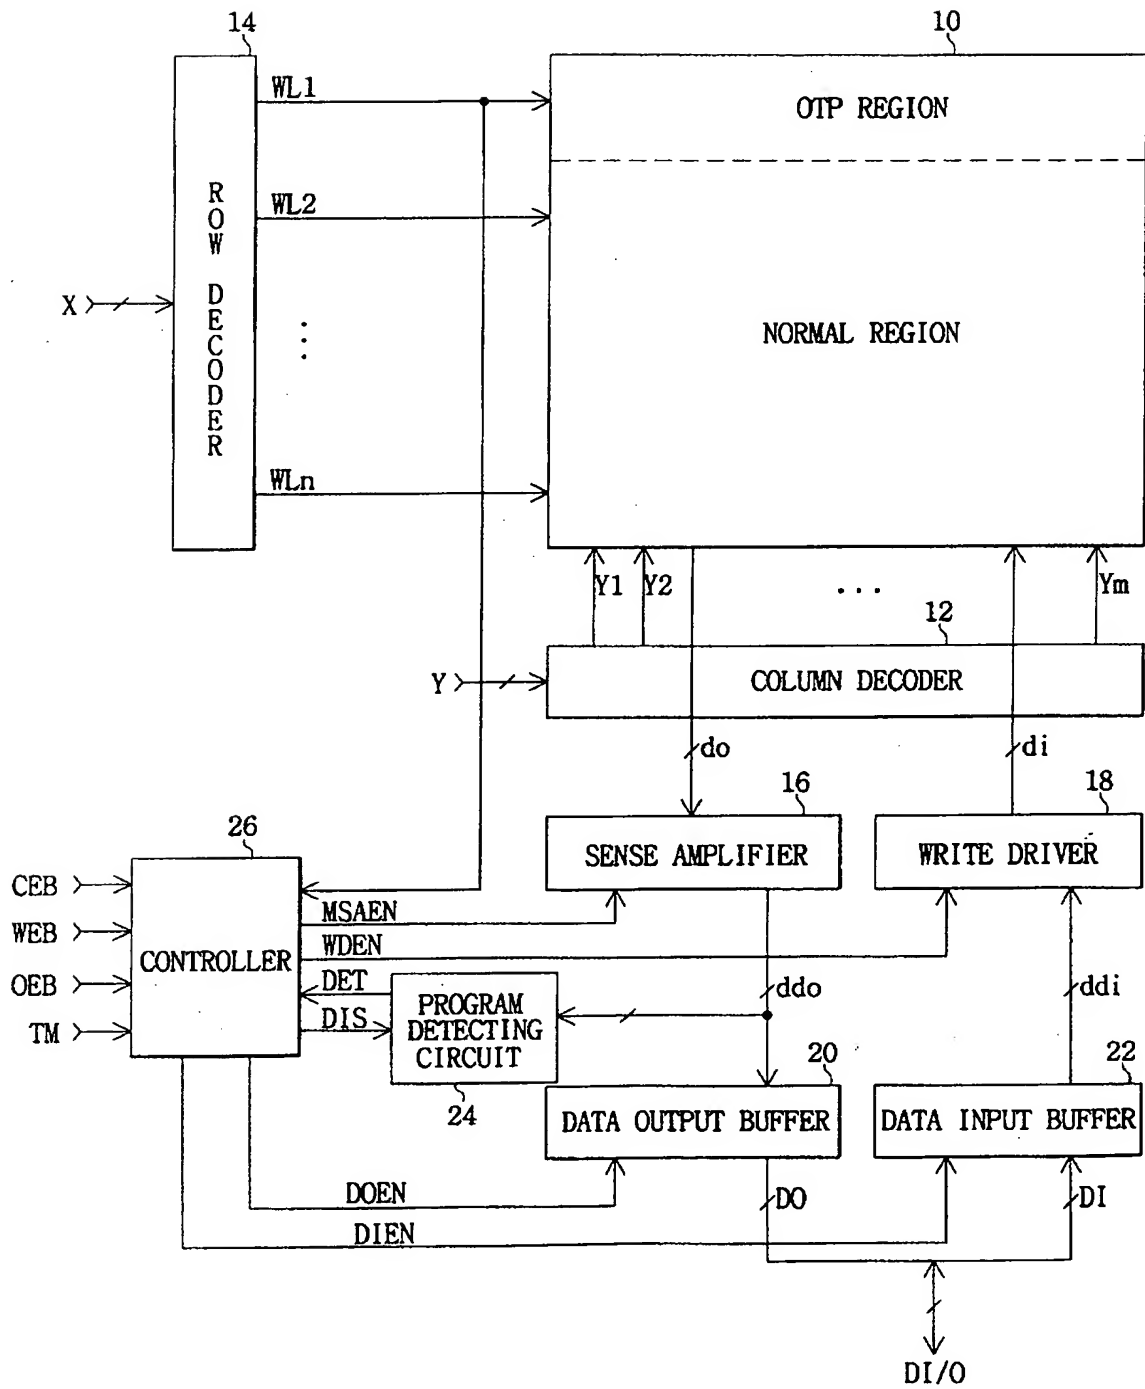 14
10
WL1
OTP REGION
ROW DECODER
WL2
X
NORMAL REGION
WLn
Y1
Y2
...
Ym
12
Y
COLUMN DECODER
do
di
16
18
26
SENSE AMPLIFIER
WRITE DRIVER
CEB
MSAEN
WEB
WDEN
CONTROLLER
OEB
DET
PROGRAM
DETECTING
CIRCUIT
ddo
ddi
TM
DIS
24
20
22
DATA OUTPUT BUFFER
DATA INPUT BUFFER
DOEN
DO
DI
DIEN
DI/O